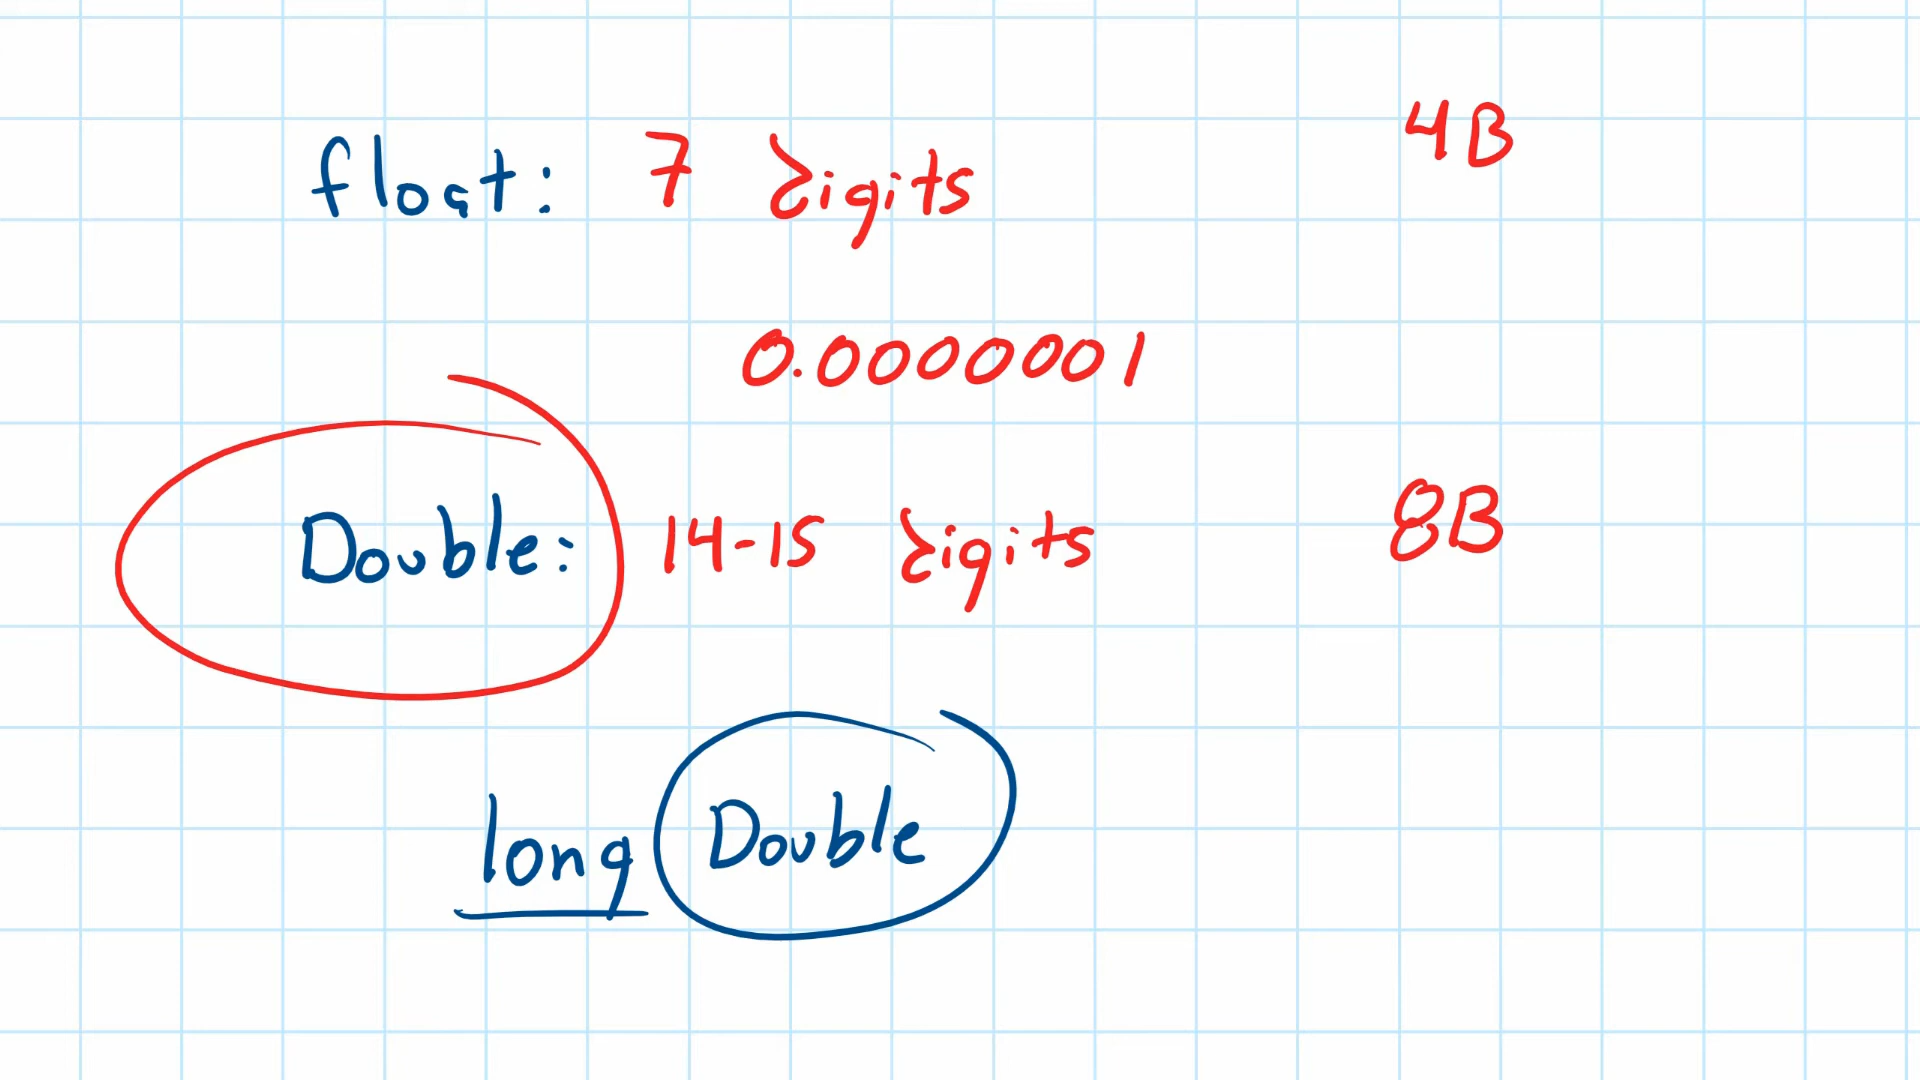 float: 7 digits 4B
0.0000001
Double: 14-15 digits 8B
long Double